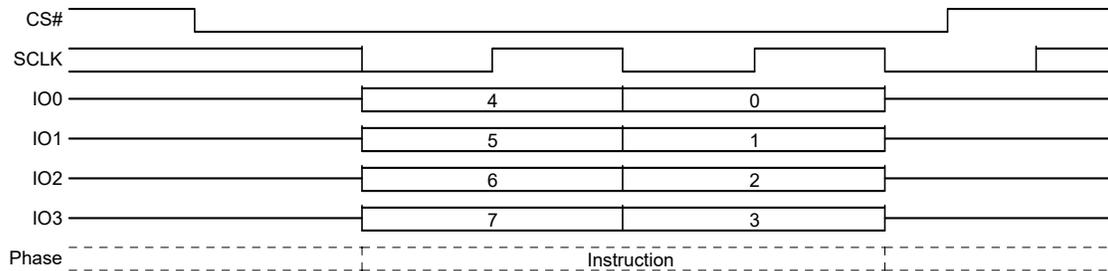 CS#
SCLK
IO0 4 0
IO1 5 1
IO2 6 2
IO3 7 3
Phase Instruction